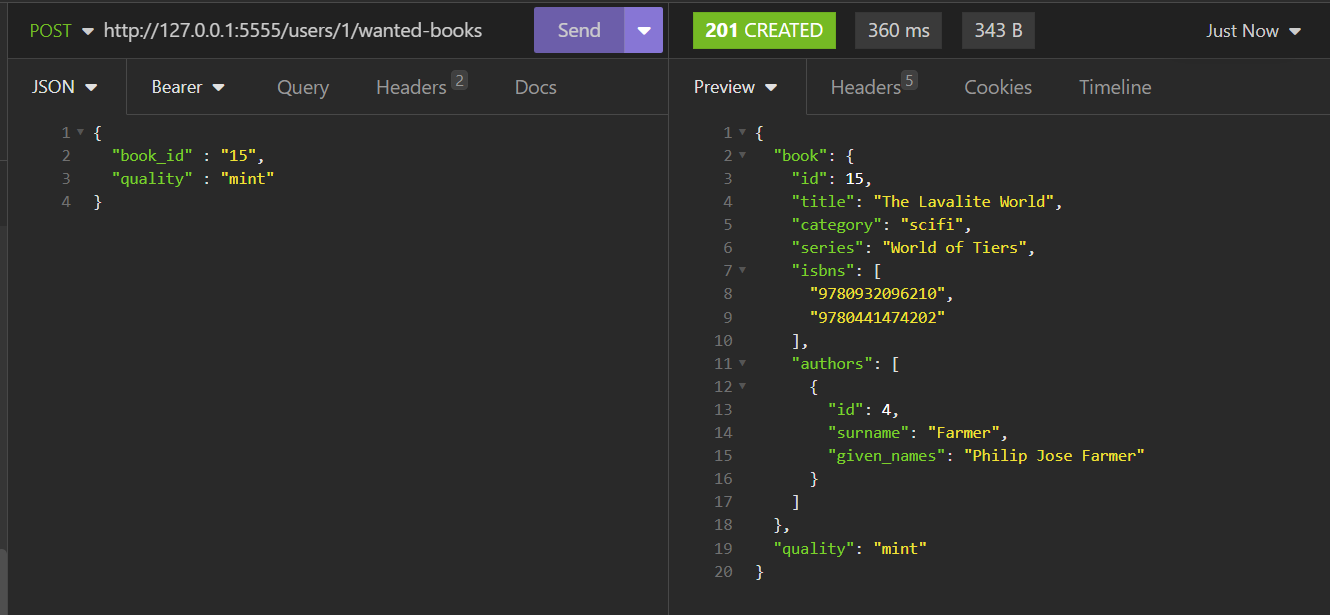 POST http://127.0.0.1:5555/users/1/wanted-books Send
JSON Bearer Query Headers 2 Docs
1 {
2 "book_id" : "15",
3 "quality" : "mint"
4 }
201 CREATED 360 ms 343 B Just Now
Preview Headers 5 Cookies Timeline
1 {
2 "book": {
3 "id": 15,
4 "title": "The Lavalite World",
5 "category": "scifi",
6 "series": "World of Tiers",
7 "isbns": [
8 "9780932096210",
9 "9780441474202"
10 ],
11 "authors": [
12 {
13 "id": 4,
14 "surname": "Farmer",
15 "given_names": "Philip Jose Farmer"
16 }
17 ]
18 },
19 "quality": "mint"
20 }